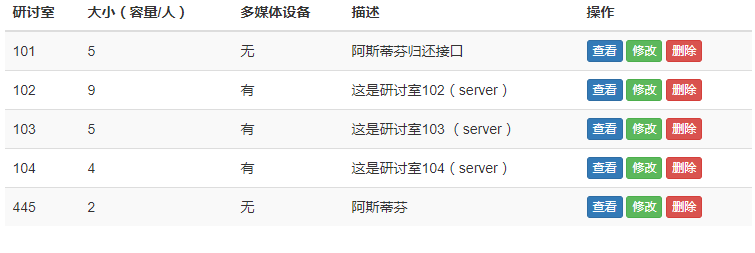 研讨室 大小（容量/人） 多媒体设备 描述 操作
101 5 无 阿斯蒂芬归还接口 查看 修改 删除
102 9 有 这是研讨室102（server） 查看 修改 删除
103 5 有 这是研讨室103 （server） 查看 修改 删除
104 4 有 这是研讨室104（server） 查看 修改 删除
445 2 无 阿斯蒂芬 查看 修改 删除